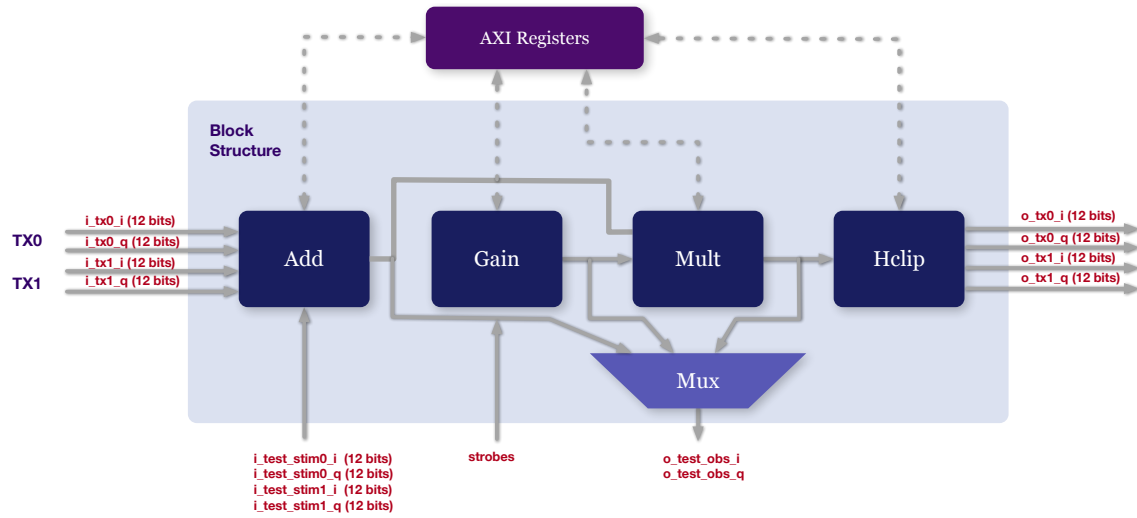 AXI Registers
Block
Structure
TX0
TX1
i_tx0_i (12 bits)
i_tx0_q (12 bits)
i_tx1_i (12 bits)
i_tx1_q (12 bits)
Add
Gain
Mult
Hclip
o_tx0_i (12 bits)
o_tx0_q (12 bits)
o_tx1_i (12 bits)
o_tx1_q (12 bits)
Mux
i_test_stim0_i (12 bits)
i_test_stim0_q (12 bits)
i_test_stim1_i (12 bits)
i_test_stim1_q (12 bits)
strobes
o_test_obs_i
o_test_obs_q